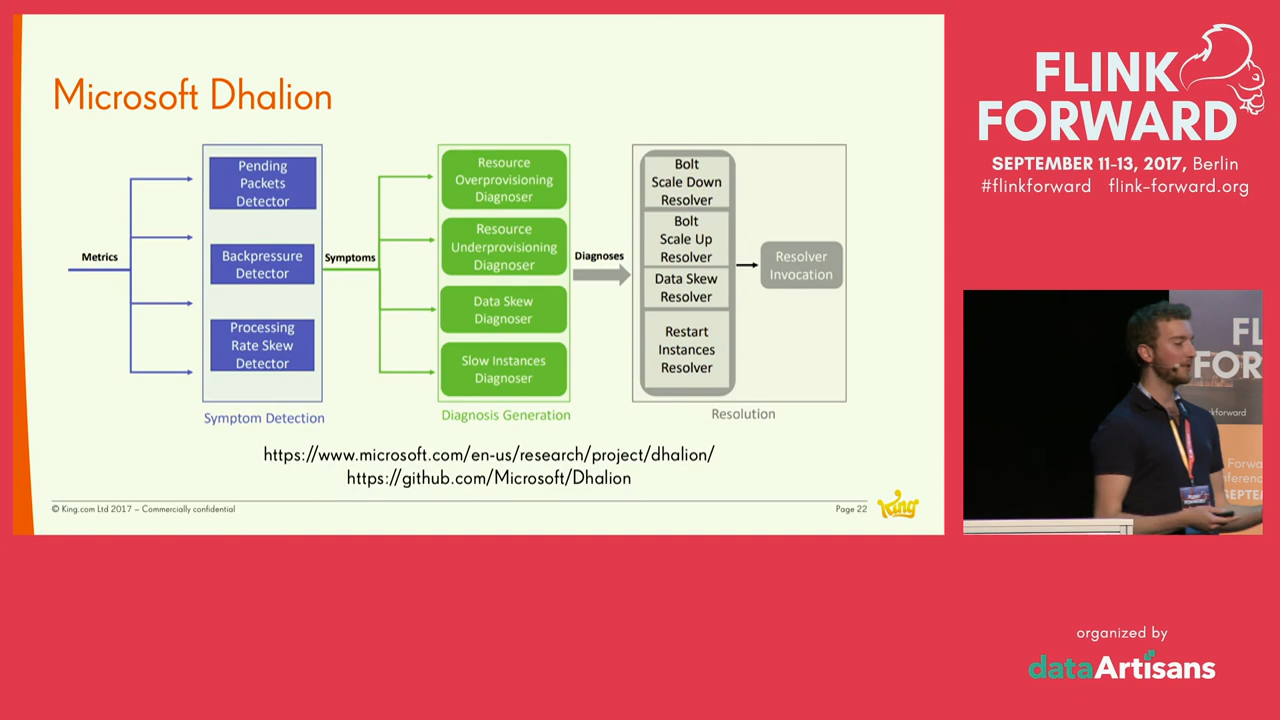 Microsoft Dhalion
Metrics
Pending
Packets
Detector
Backpressure
Detector
Processing
Rate Skew
Detector
Symptom Detection
Symptoms
Resource
Overprovisioning
Diagnoser
Resource
Underprovisioning
Diagnoser
Data Skew
Diagnoser
Slow Instances
Diagnoser
Diagnosis Generation
Diagnoses
Bolt
Scale Down
Resolver
Bolt
Scale Up
Resolver
Data Skew
Resolver
Restart
Instances
Resolver
Resolver
Invocation
Resolution
https://www.microsoft.com/en-us/research/project/dhalion/
https://github.com/Microsoft/Dhalion
© King.com Ltd 2017 – Commercially confidential
Page 22
King
FLINK
FORWARD
SEPTEMBER 11-13, 2017, Berlin
#flinkforward flink-forward.org
FL
FOR
Forwa
SEPTE
organized by
dataArtisans